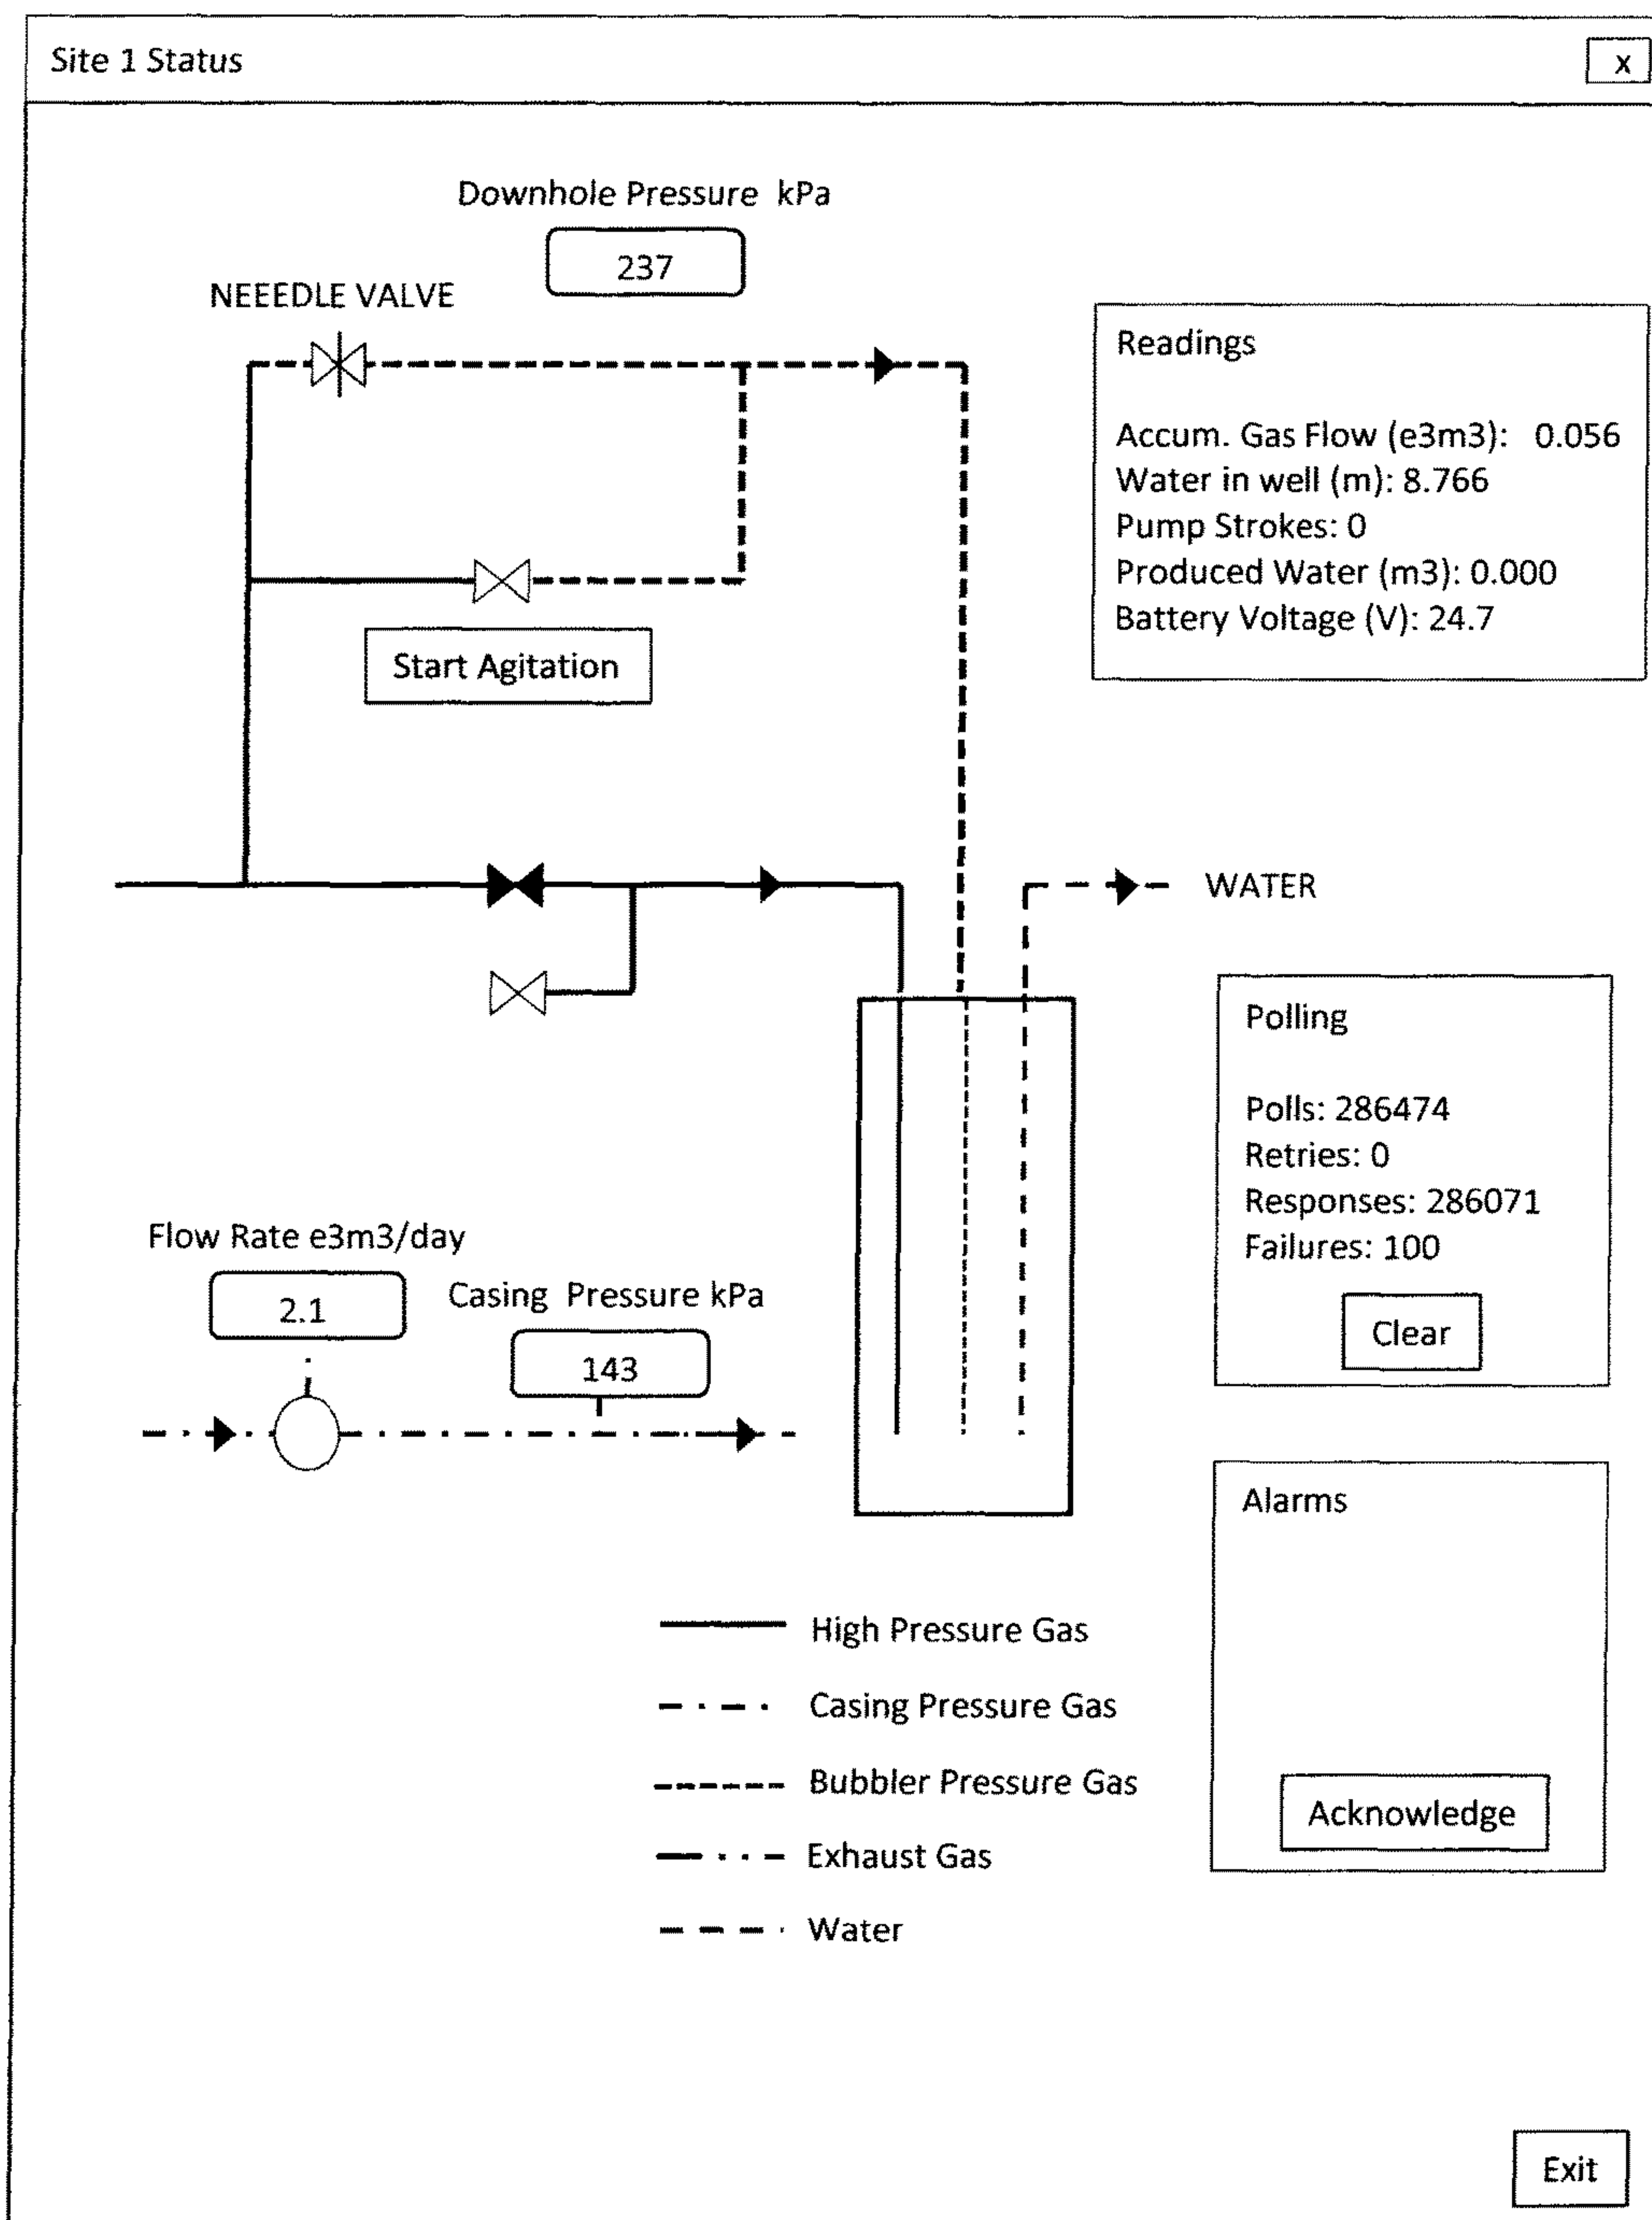 Site 1 Status
x
Downhole Pressure kPa
237
NEEEDLE VALVE
Readings
Accum. Gas Flow (e3m3): 0.056
Water in well (m): 8.766
Pump Strokes: 0
Produced Water (m3): 0.000
Battery Voltage (V): 24.7
Start Agitation
WATER
Polling
Polls: 286474
Retries: 0
Responses: 286071
Failures: 100
Clear
Flow Rate e3m3/day
2.1
Casing Pressure kPa
143
Alarms
Acknowledge
High Pressure Gas
Casing Pressure Gas
Bubbler Pressure Gas
Exhaust Gas
Water
Exit